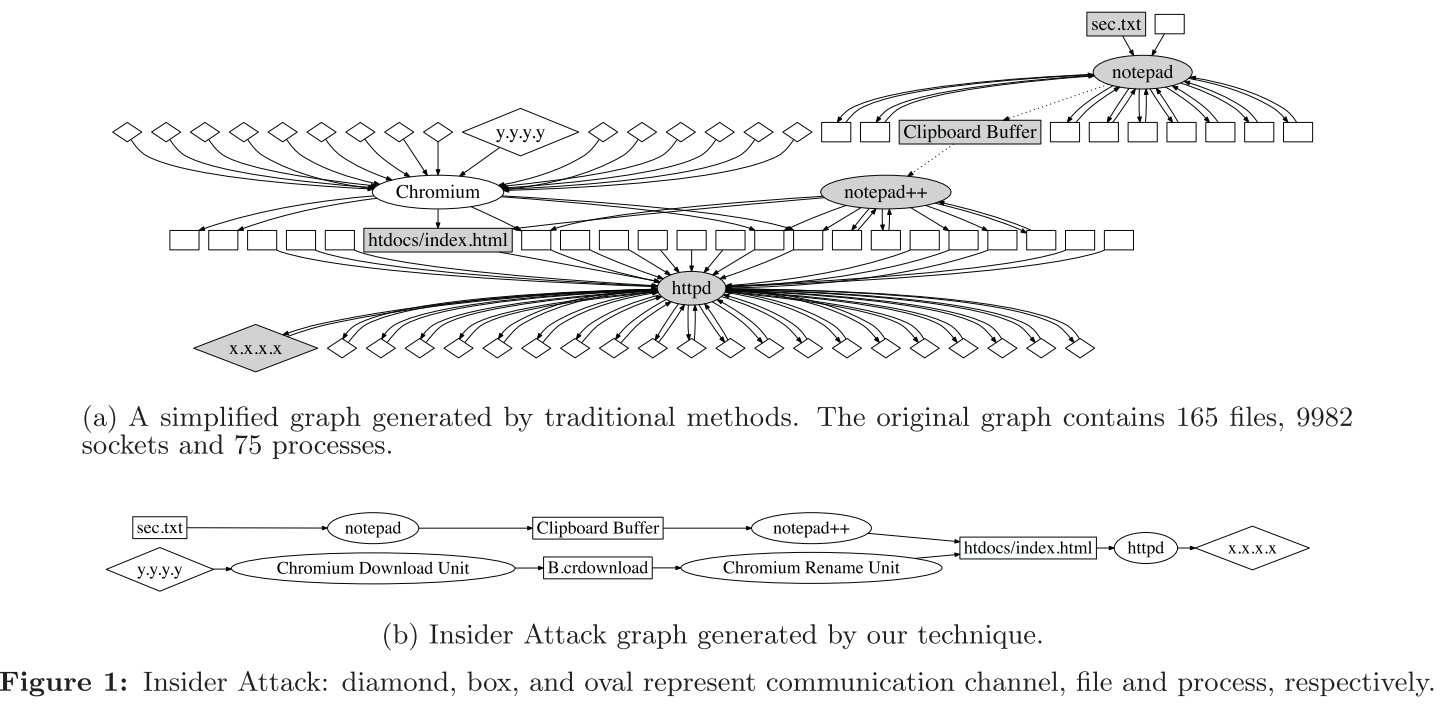 sec.txt
notepad
y.y.y.y
Clipboard Buffer
Chromium
notepad++
htdocs/index.html
httpd
x.x.x.x
(a) A simplified graph generated by traditional methods. The original graph contains 165 files, 9982
sockets and 75 processes.
sec.txt
notepad
Clipboard Buffer
notepad++
htdocs/index.html
httpd
x.x.x.x
y.y.y.y
Chromium Download Unit
B.crdownload
Chromium Rename Unit
(b) Insider Attack graph generated by our technique.
Figure 1: Insider Attack: diamond, box, and oval represent communication channel, file and process, respectively.